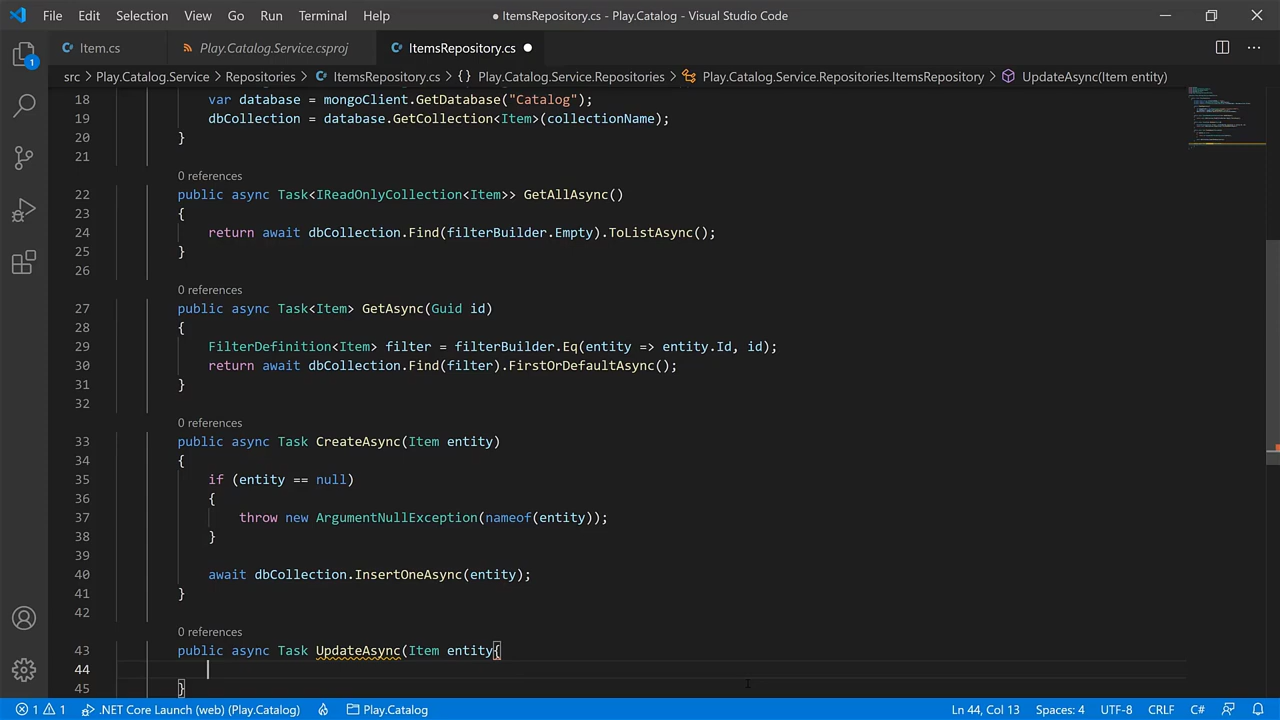 File Edit Selection View Go Run Terminal Help ● ItemsRepository.cs - Play.Catalog - Visual Studio Code
Item.cs Play.Catalog.Service.csproj ItemsRepository.cs
src > Play.Catalog.Service > Repositories > ItemsRepository.cs > {} Play.Catalog.Service.Repositories > Play.Catalog.Service.Repositories.ItemsRepository > UpdateAsync(Item entity)
1
18 var database = mongoClient.GetDatabase("Catalog");
19 dbCollection = database.GetCollection<Item>(collectionName);
20 }
21
0 references
22 public async Task<IReadOnlyCollection<Item>> GetAllAsync()
23 {
24 return await dbCollection.Find(filterBuilder.Empty).ToListAsync();
25 }
26
0 references
27 public async Task<Item> GetAsync(Guid id)
28 {
29 FilterDefinition<Item> filter = filterBuilder.Eq(entity => entity.Id, id);
30 return await dbCollection.Find(filter).FirstOrDefaultAsync();
31 }
32
0 references
33 public async Task CreateAsync(Item entity)
34 {
35 if (entity == null)
36 {
37 throw new ArgumentNullException(nameof(entity));
38 }
39
40 await dbCollection.InsertOneAsync(entity);
41 }
42
0 references
43 public async Task UpdateAsync(Item entity{
44
45 }
1 1 .NET Core Launch (web) (Play.Catalog) Play.Catalog Ln 44, Col 13 Spaces: 4 UTF-8 CRLF C#